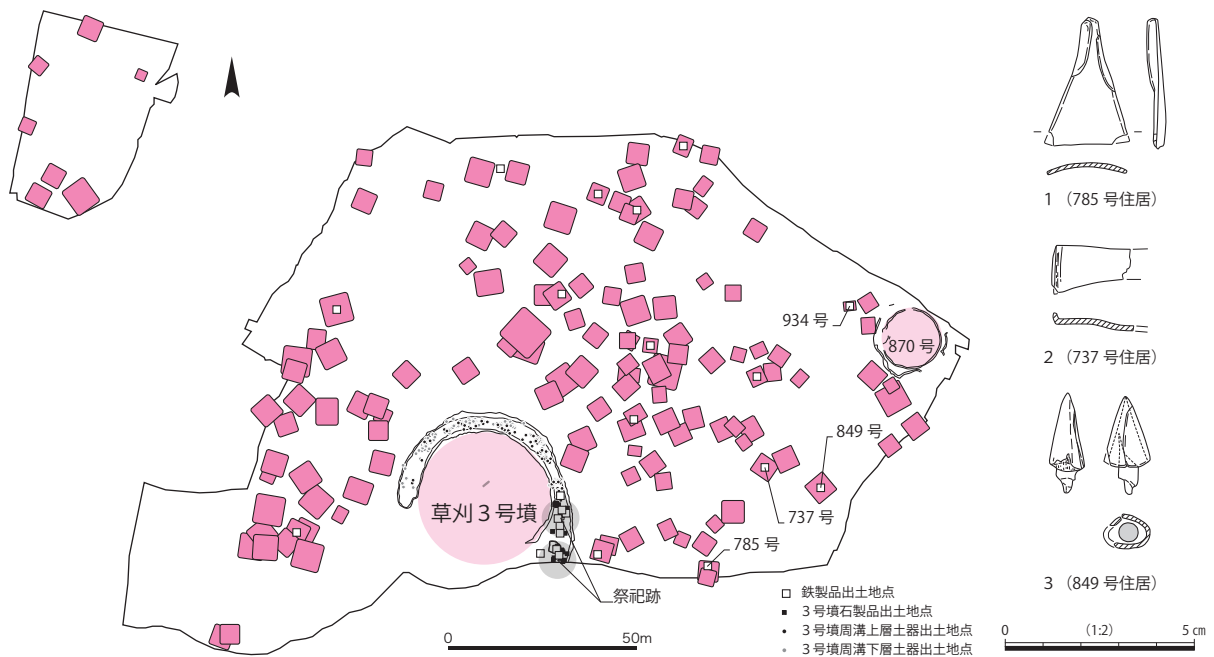 934 号
870 号
849 号
草刈３号墳
737 号
785 号
祭祀跡
0
50m
鉄製品出土地点
３号墳石製品出土地点
３号墳周溝上層土器出土地点
３号墳周溝下層土器出土地点
1 （785 号住居）
2 （737 号住居）
3 （849 号住居）
0
（1:2）
5 ㎝